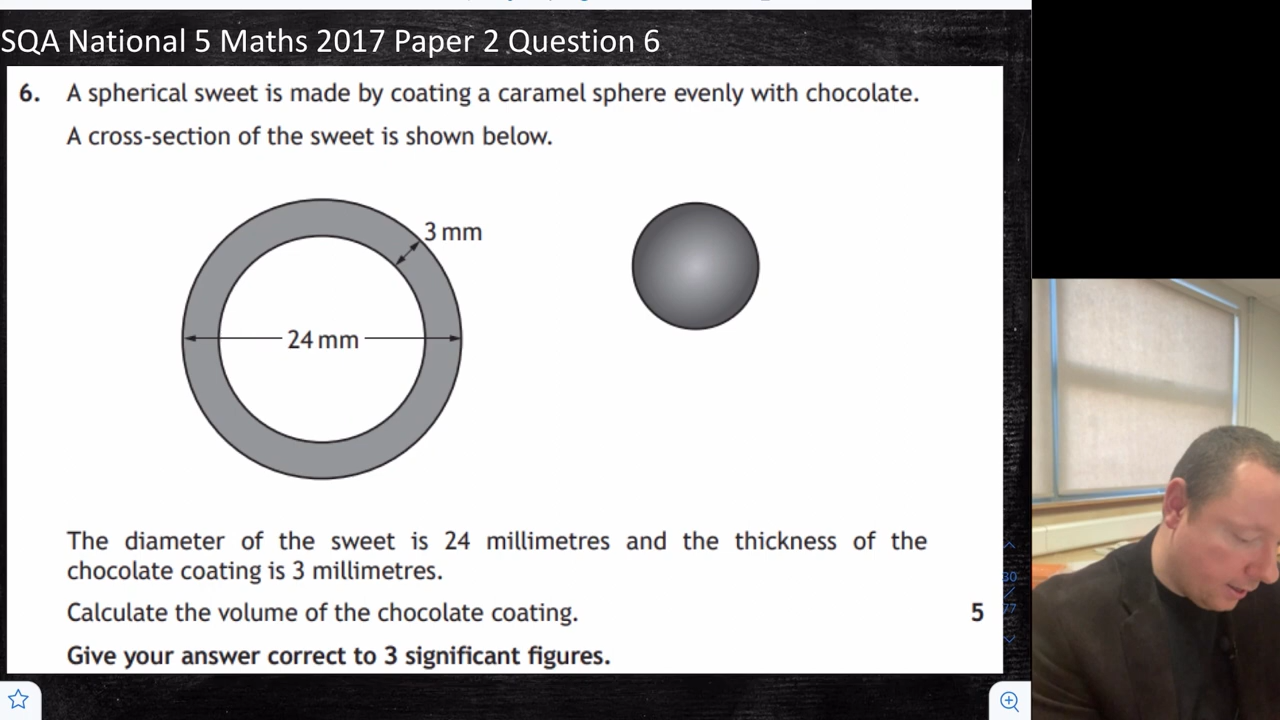 SQA National 5 Maths 2017 Paper 2 Question 6
6. A spherical sweet is made by coating a caramel sphere evenly with chocolate.
A cross-section of the sweet is shown below.
3 mm
24 mm
The diameter of the sweet is 24 millimetres and the thickness of the
chocolate coating is 3 millimetres.
Calculate the volume of the chocolate coating. 5
Give your answer correct to 3 significant figures.